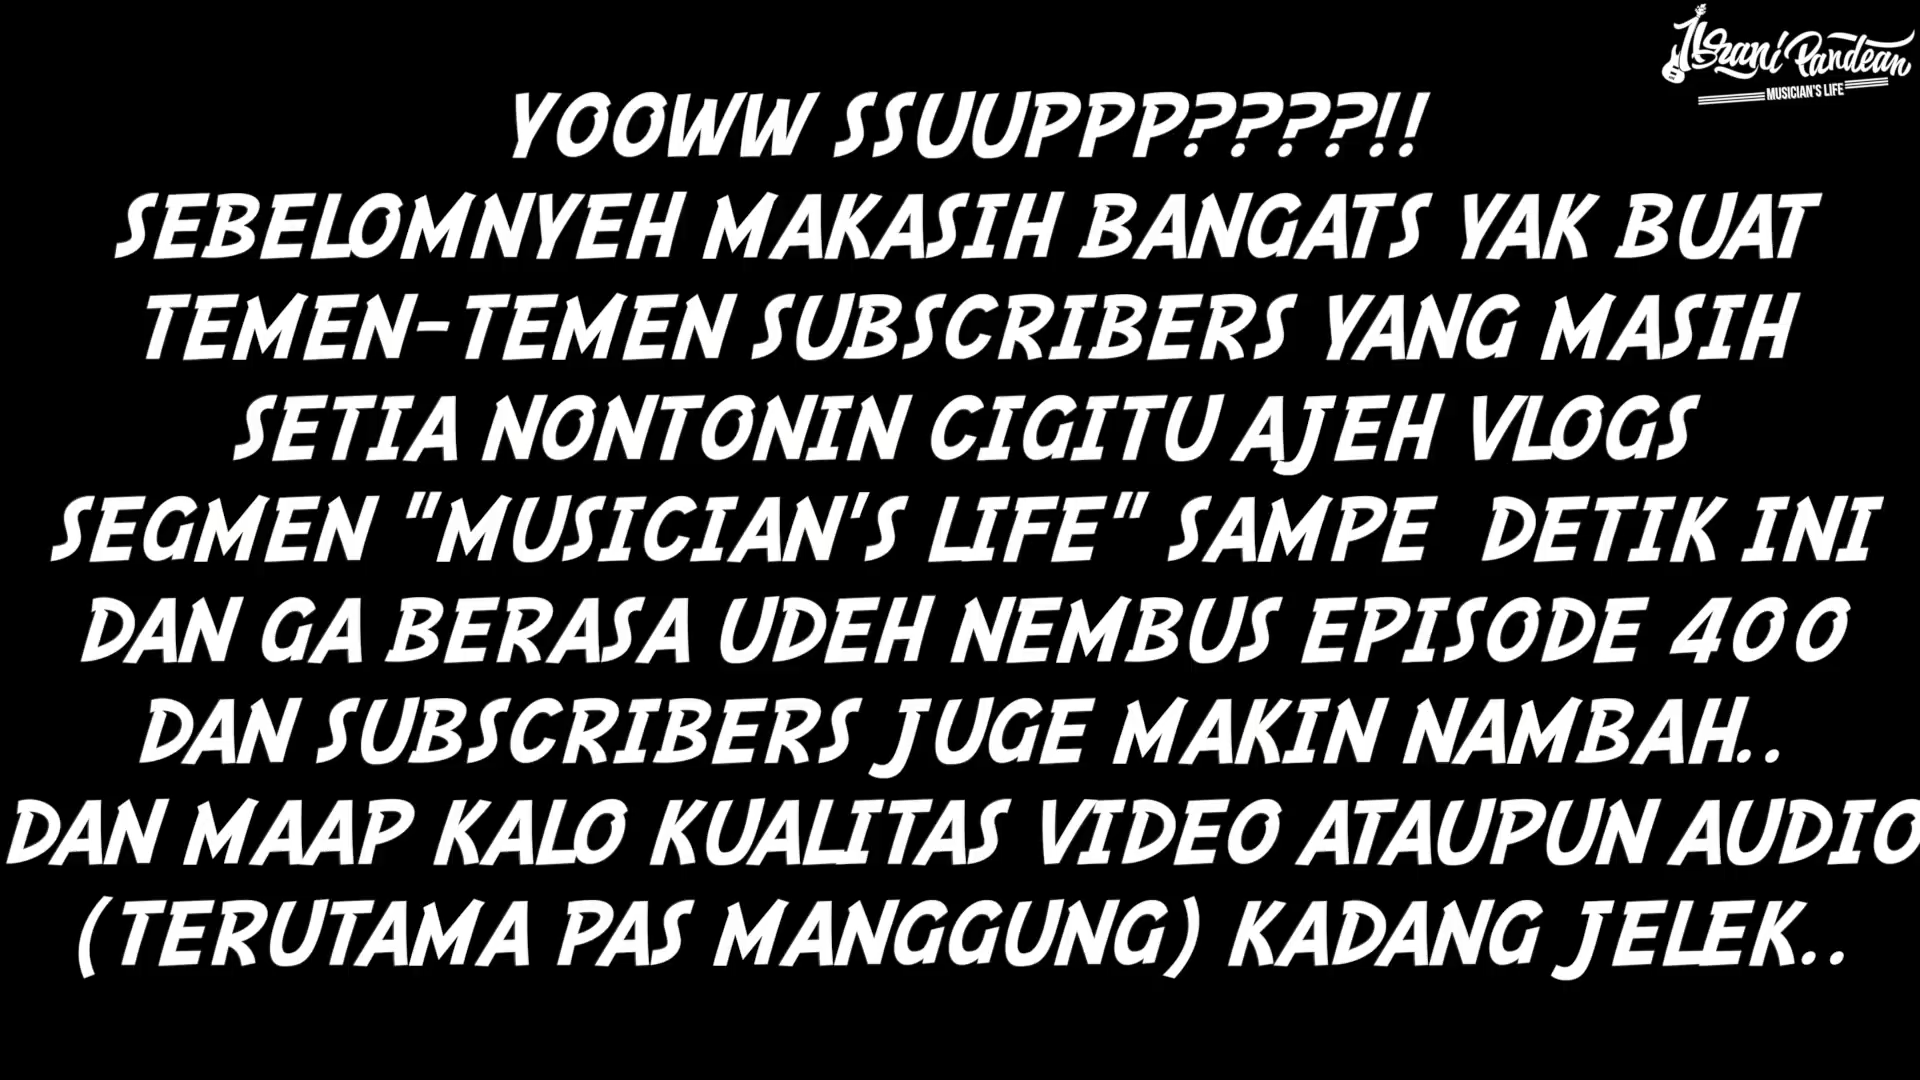 Israni Pandean
MUSICIAN'S LIFE
YOOWW SSUUPPP????!!
SEBELOMNYEH MAKASIH BANGATS YAK BUAT
TEMEN-TEMEN SUBSCRIBERS YANG MASIH
SETIA NONTONIN CIGITU AJEH VLOGS
SEGMEN "MUSICIAN'S LIFE" SAMPE DETIK INI
DAN GA BERASA UDEH NEMBUS EPISODE 400
DAN SUBSCRIBERS JUGE MAKIN NAMBAH..
DAN MAAP KALO KUALITAS VIDEO ATAUPUN AUDIO
(TERUTAMA PAS MANGGUNG) KADANG JELEK..